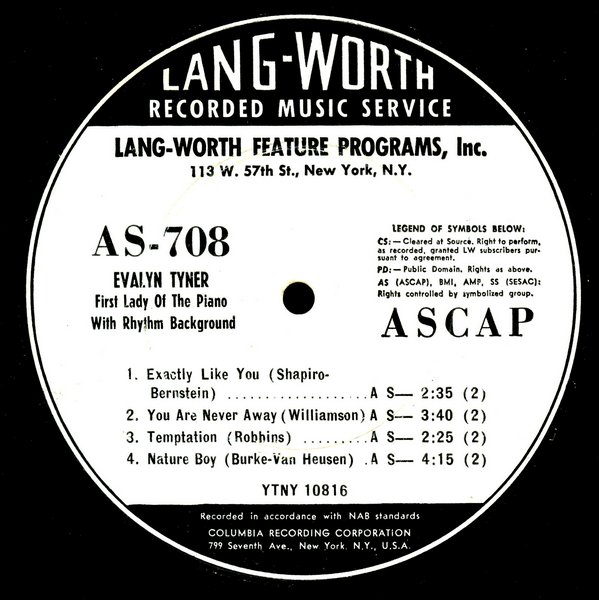 LANG-WORTH
RECORDED MUSIC SERVICE
LANG-WORTH FEATURE PROGRAMS, Inc.
113 W. 57th St., New York, N.Y.
AS-708
EVALYN TYNER
First Lady Of The Piano
With Rhythm Background
LEGEND OF SYMBOLS BELOW:
CS:—Cleared at Source. Right to perform,
as recorded, granted LW subscribers pur-
suant to agreement.
PD:—Public Domain. Rights as above.
AS (ASCAP), BMI, AMP, SS (SESAC):
Rights controlled by symbolized group.
ASCAP
1. Exactly Like You (Shapiro-
Bernstein) ...................A S— 2:35 (2)
2. You Are Never Away (Williamson) A S— 3:40 (2)
3. Temptation (Robbins) .........A S— 2:25 (2)
4. Nature Boy (Burke-Van Heusen) .A S— 4:15 (2)
YTNY 10816
Recorded in accordance with NAB standards
COLUMBIA RECORDING CORPORATION
799 Seventh Ave., New York, N.Y., U.S.A.